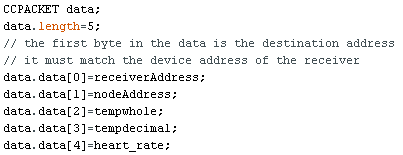 CCPACKET data;
data.length=5;
// the first byte in the data is the destination address
// it must match the device address of the receiver
data.data[0]=receiverAddress;
data.data[1]=nodeAddress;
data.data[2]=tempwhole;
data.data[3]=tempdecimal;
data.data[4]=heart_rate;